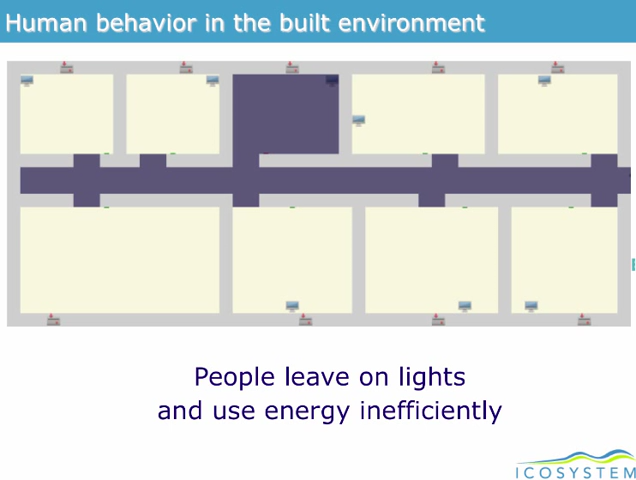 Human behavior in the built environment
People leave on lights
and use energy inefficiently
ICOSYSTEM